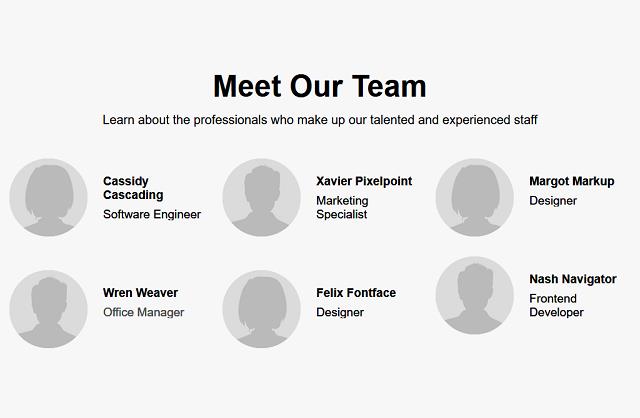 Meet Our Team
Learn about the professionals who make up our talented and experienced staff
Cassidy
Cascading
Software Engineer
Xavier Pixelpoint
Marketing
Specialist
Margot Markup
Designer
Wren Weaver
Office Manager
Felix Fontface
Designer
Nash Navigator
Frontend
Developer